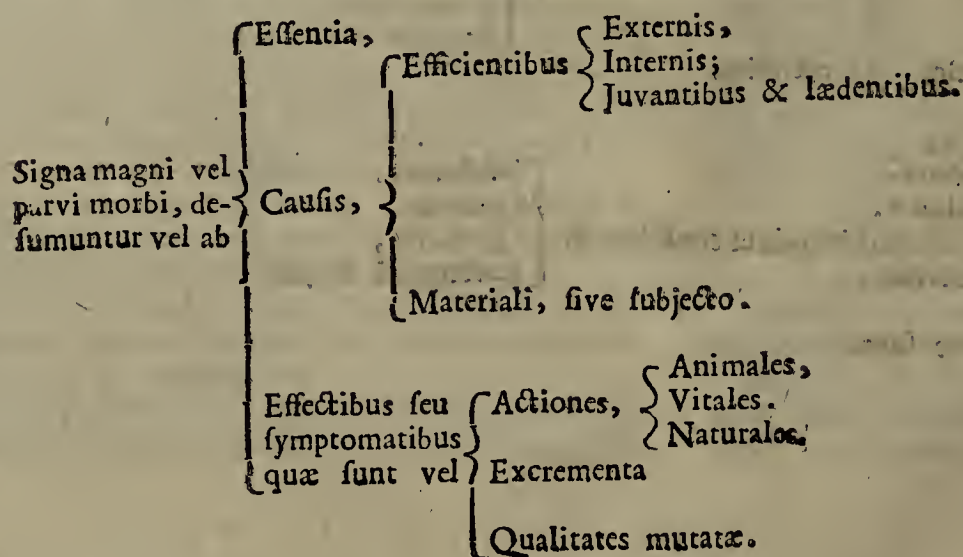 Signa magni vel
parvi morbi, de-
ſumuntur vel ab
Eſſentia,
Cauſis,
Efficientibus
Externis,
Internis;
Juvantibus & lædentibus.
Materiali, ſive ſubjecto.
Effectibus ſeu
ſymptomatibus
quæ ſunt vel
Actiones,
Animales,
Vitales.
Naturales.
Excrementa
Qualitates mutatæ.